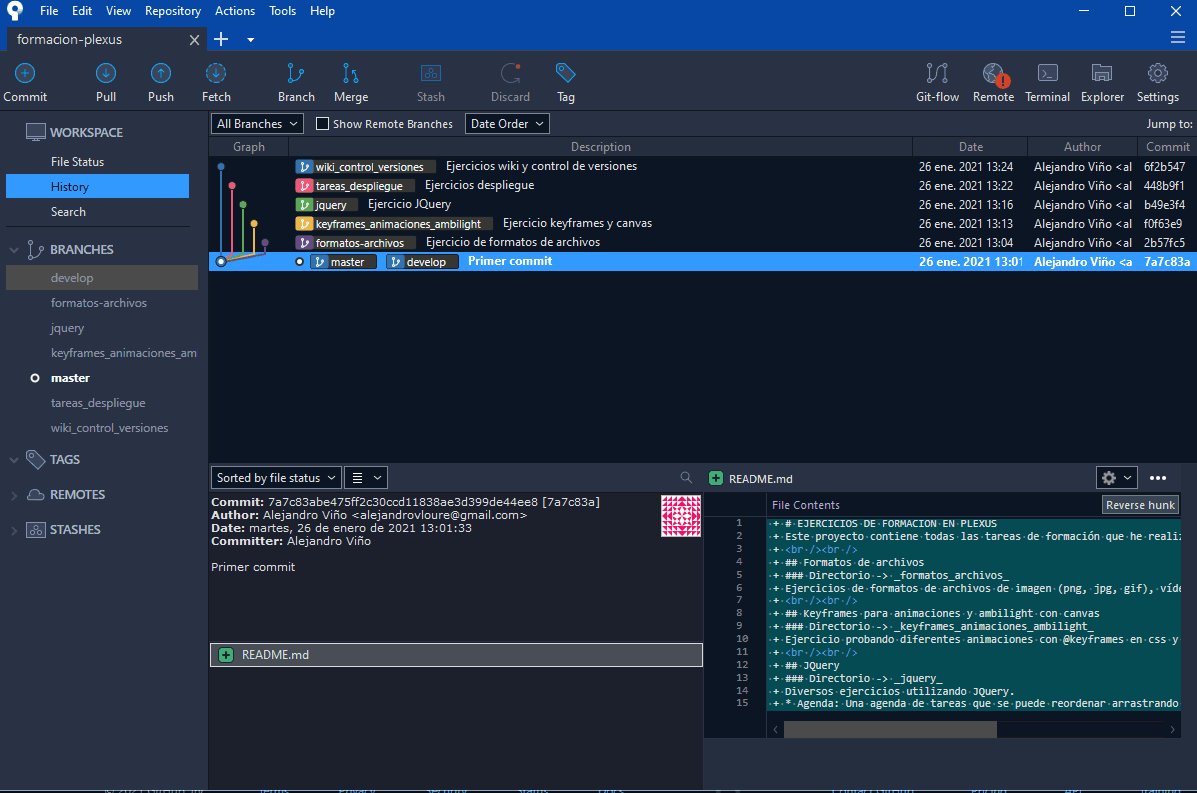 File Edit View Repository Actions Tools Help
formacion-plexus
Commit Pull Push Fetch Branch Merge Stash Discard Tag Git-flow Remote Terminal Explorer Settings
WORKSPACE
File Status
History
Search
BRANCHES
develop
formatos-archivos
jquery
keyframes_animaciones_am
master
tareas_despliegue
wiki_control_versiones
TAGS
REMOTES
STASHES
All Branches Show Remote Branches Date Order Jump to:
Graph Description Date Author Commit
wiki_control_versiones Ejercicios wiki y control de versiones 26 ene. 2021 13:24 Alejandro Viño <al 6f2b547
tareas_despliegue Ejercicios despliegue 26 ene. 2021 13:22 Alejandro Viño <al 448b9f1
jquery Ejercicio JQuery 26 ene. 2021 13:16 Alejandro Viño <al b49e3f4
keyframes_animaciones_ambilight Ejercicio keyframes y canvas 26 ene. 2021 13:13 Alejandro Viño <al f0f63e9
formatos-archivos Ejercicio de formatos de archivos 26 ene. 2021 13:04 Alejandro Viño <al 2b57fc5
master develop Primer commit 26 ene. 2021 13:01 Alejandro Viño <a 7a7c83a
Sorted by file status
Commit: 7a7c83abe475ff2c30ccd11838ae3d399de44ee8 [7a7c83a]
Author: Alejandro Viño <alejandrovloure@gmail.com>
Date: martes, 26 de enero de 2021 13:01:33
Committer: Alejandro Viño
Primer commit
README.md
README.md
File Contents Reverse hunk
1 + # EJERCICIOS DE FORMACION EN PLEXUS
2 + Este proyecto contiene todas las tareas de formación que he realiz
3 + <br /><br />
4 + ## Formatos de archivos
5 + ### Directorio -> _formatos_archivos_
6 + Ejercicios de formatos de archivos de imagen (png, jpg, gif), víde
7 + <br /><br />
8 + ## Keyframes para animaciones y ambilight con canvas
9 + ### Directorio -> _keyframes_animaciones_ambilight_
10 + Ejercicio probando diferentes animaciones con @keyframes en css y
11 + <br /><br />
12 + ## JQuery
13 + ### Directorio -> _jquery_
14 + Diversos ejercicios utilizando JQuery.
15 + * Agenda: Una agenda de tareas que se puede reordenar arrastrando